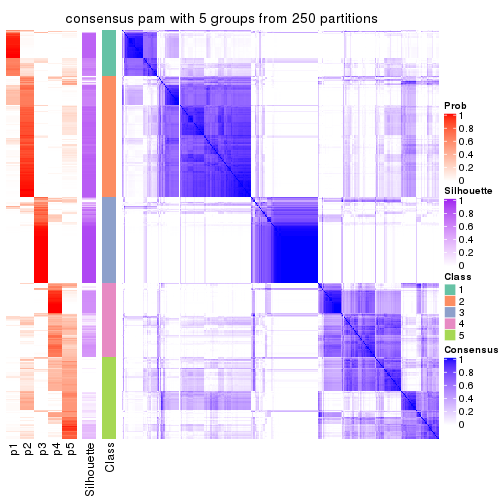 consensus pam with 5 groups from 250 partitions
Prob
1
0.8
0.6
0.4
0.2
0
Silhouette
1
0.8
0.6
0.4
0.2
0
Class
1
2
3
4
5
Consensus
1
0.8
0.6
0.4
0.2
0
p1
p2
p3
p4
p5
Silhouette
Class